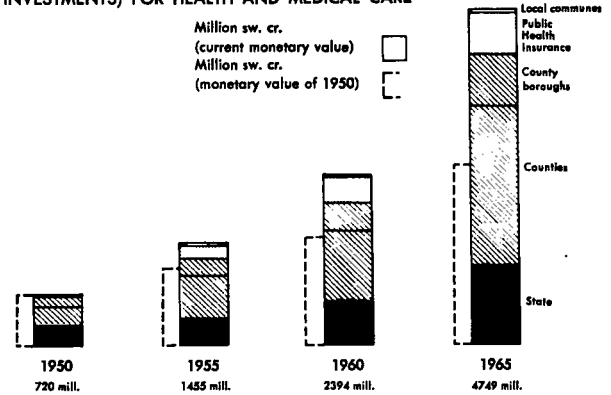 INVESTMENTS) FOR HEALTH AND MEDICAL CARE
Million sw. cr.
(current monetary value)
Million sw. cr.
(monetary value of 1950)
Local communes
Public
Health
Insurance
County
boroughs
Counties
State
1950
1955
1960
1965
720 mill.
1455 mill.
2394 mill.
4749 mill.